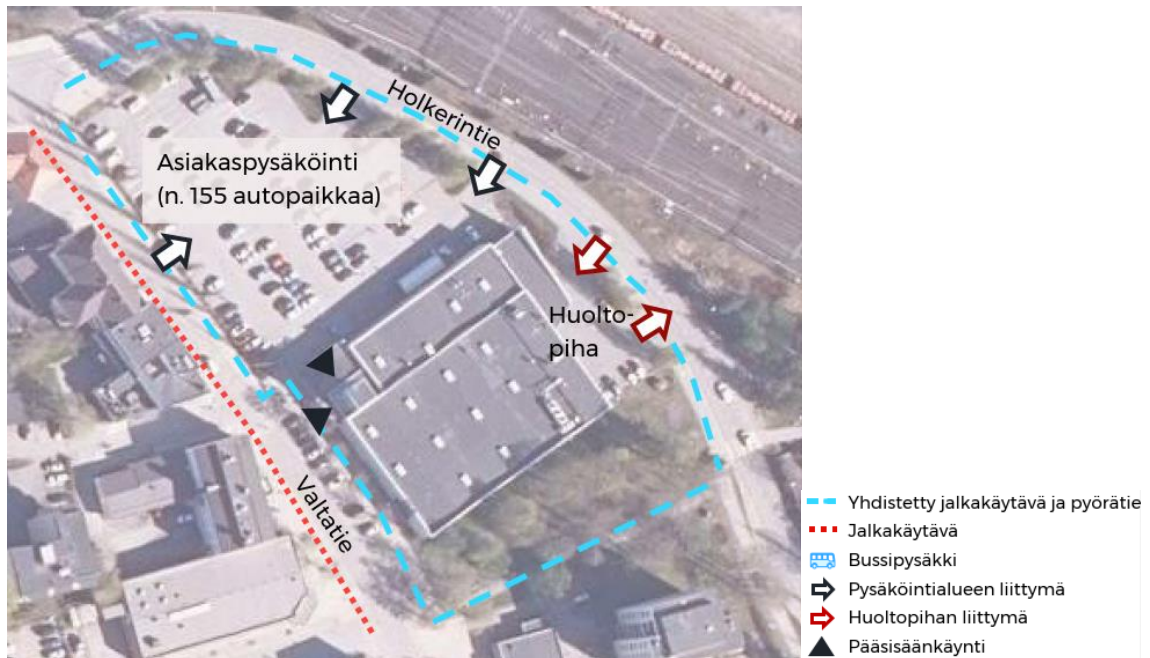 Holkerintie
Asiakaspysäköinti
(n. 155 autopaikkaa)
Huolto-
piha
Valtatie
Yhdistetty jalkakäytävä ja pyörätie
Jalkakäytävä
Bussipysäkki
Pysäköintialueen liittymä
Huoltopihan liittymä
Pääsisäänkäynti